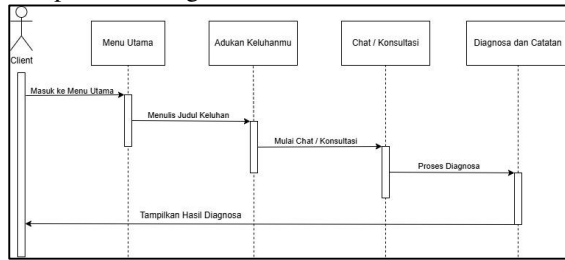 Menu Utama
Adukan Keluhanmu
Chat / Konsultasi
Diagnosa dan Catatan
Client
Masuk ke Menu Utama
Menulis Judul Keluhan
Mulai Chat / Konsultasi
Proses Diagnosa
Tampilkan Hasil Diagnosa